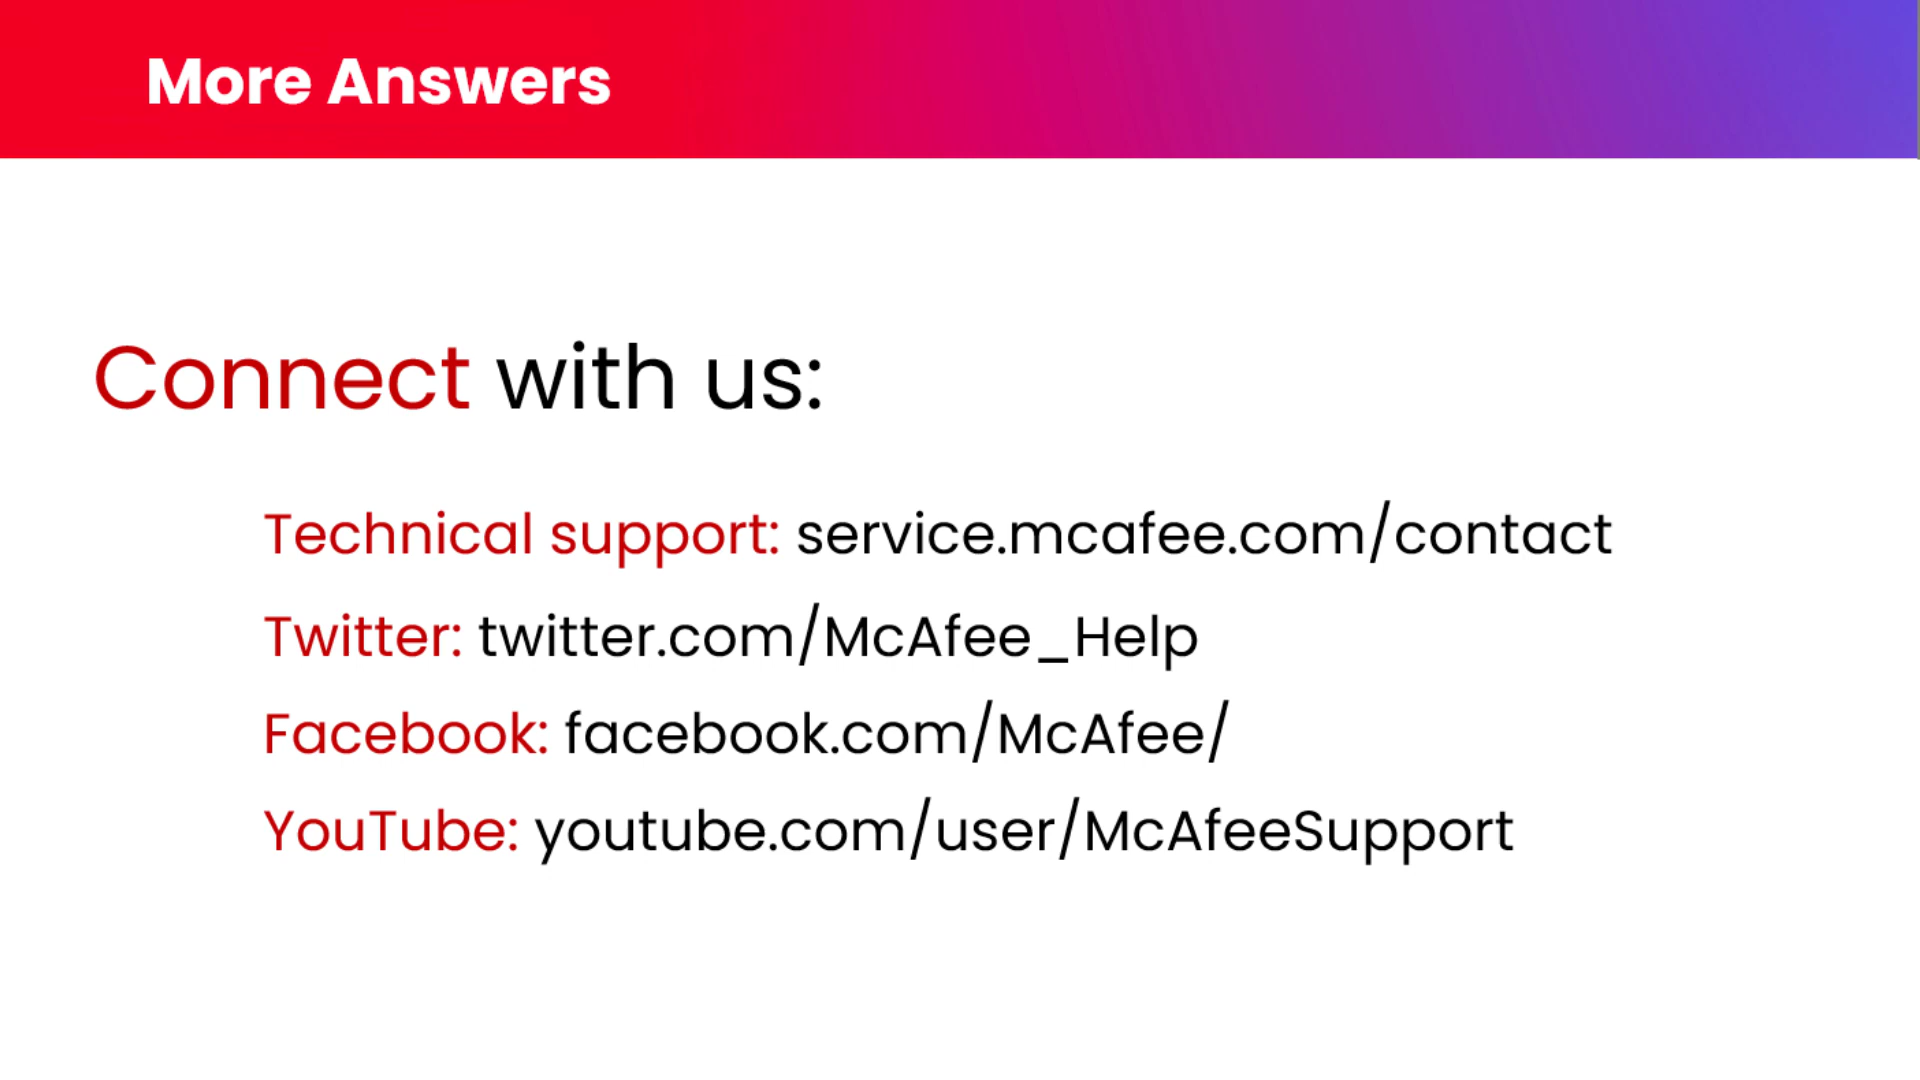 More Answers
Connect with us:
Technical support: service.mcafee.com/contact
Twitter: twitter.com/McAfee_Help
Facebook: facebook.com/McAfee/
YouTube: youtube.com/user/McAfeeSupport